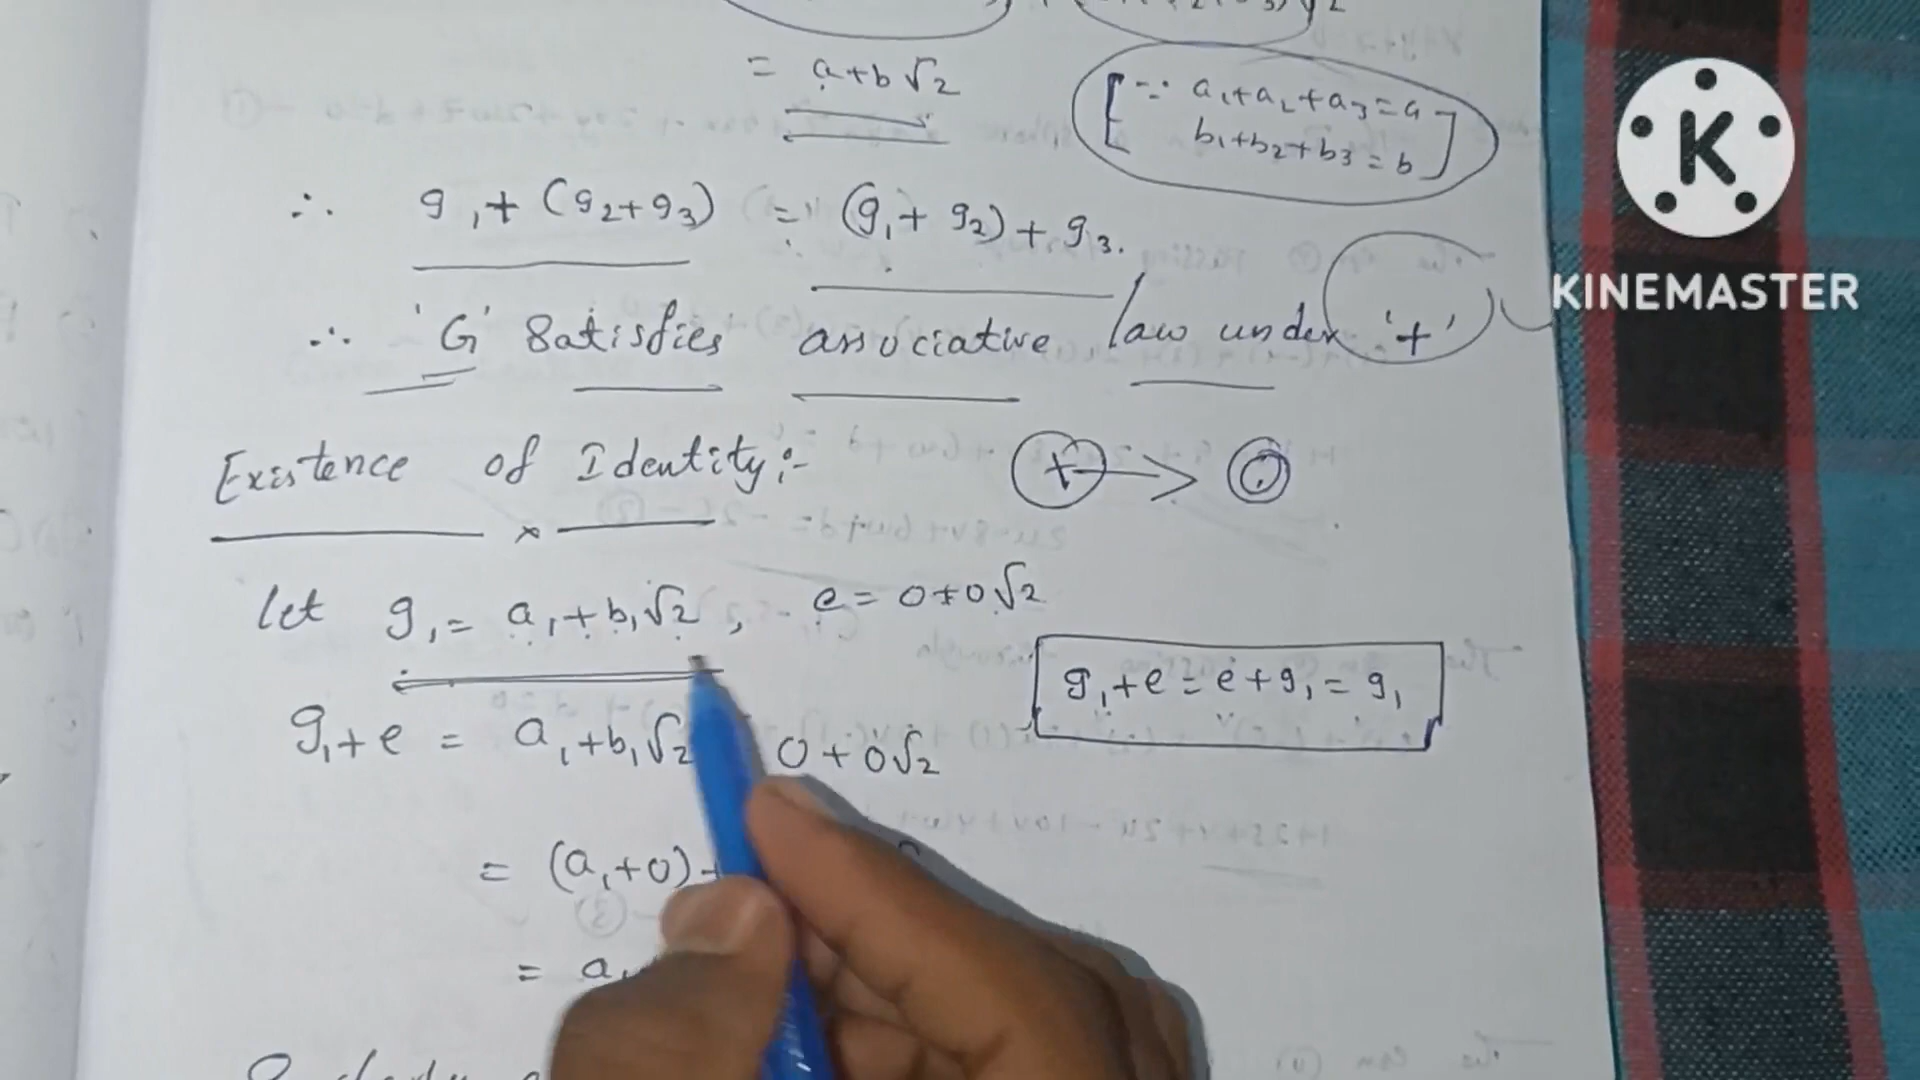 = a+b√2
[∵ a₁+a₂+a₃=a
b₁+b₂+b₃=b]
∴ g₁+(g₂+g₃) = (g₁+g₂)+g₃.
∴ 'G' Satisfies associative law under '+'
Existence of Identity:-
+ → 0
let g₁= a₁+b₁√2, e= 0+0√2
g₁+e=e+g₁=g₁
g₁+e = a₁+b₁√2 0+0√2
= (a₁+0)+
= a₁
K
KINEMASTER